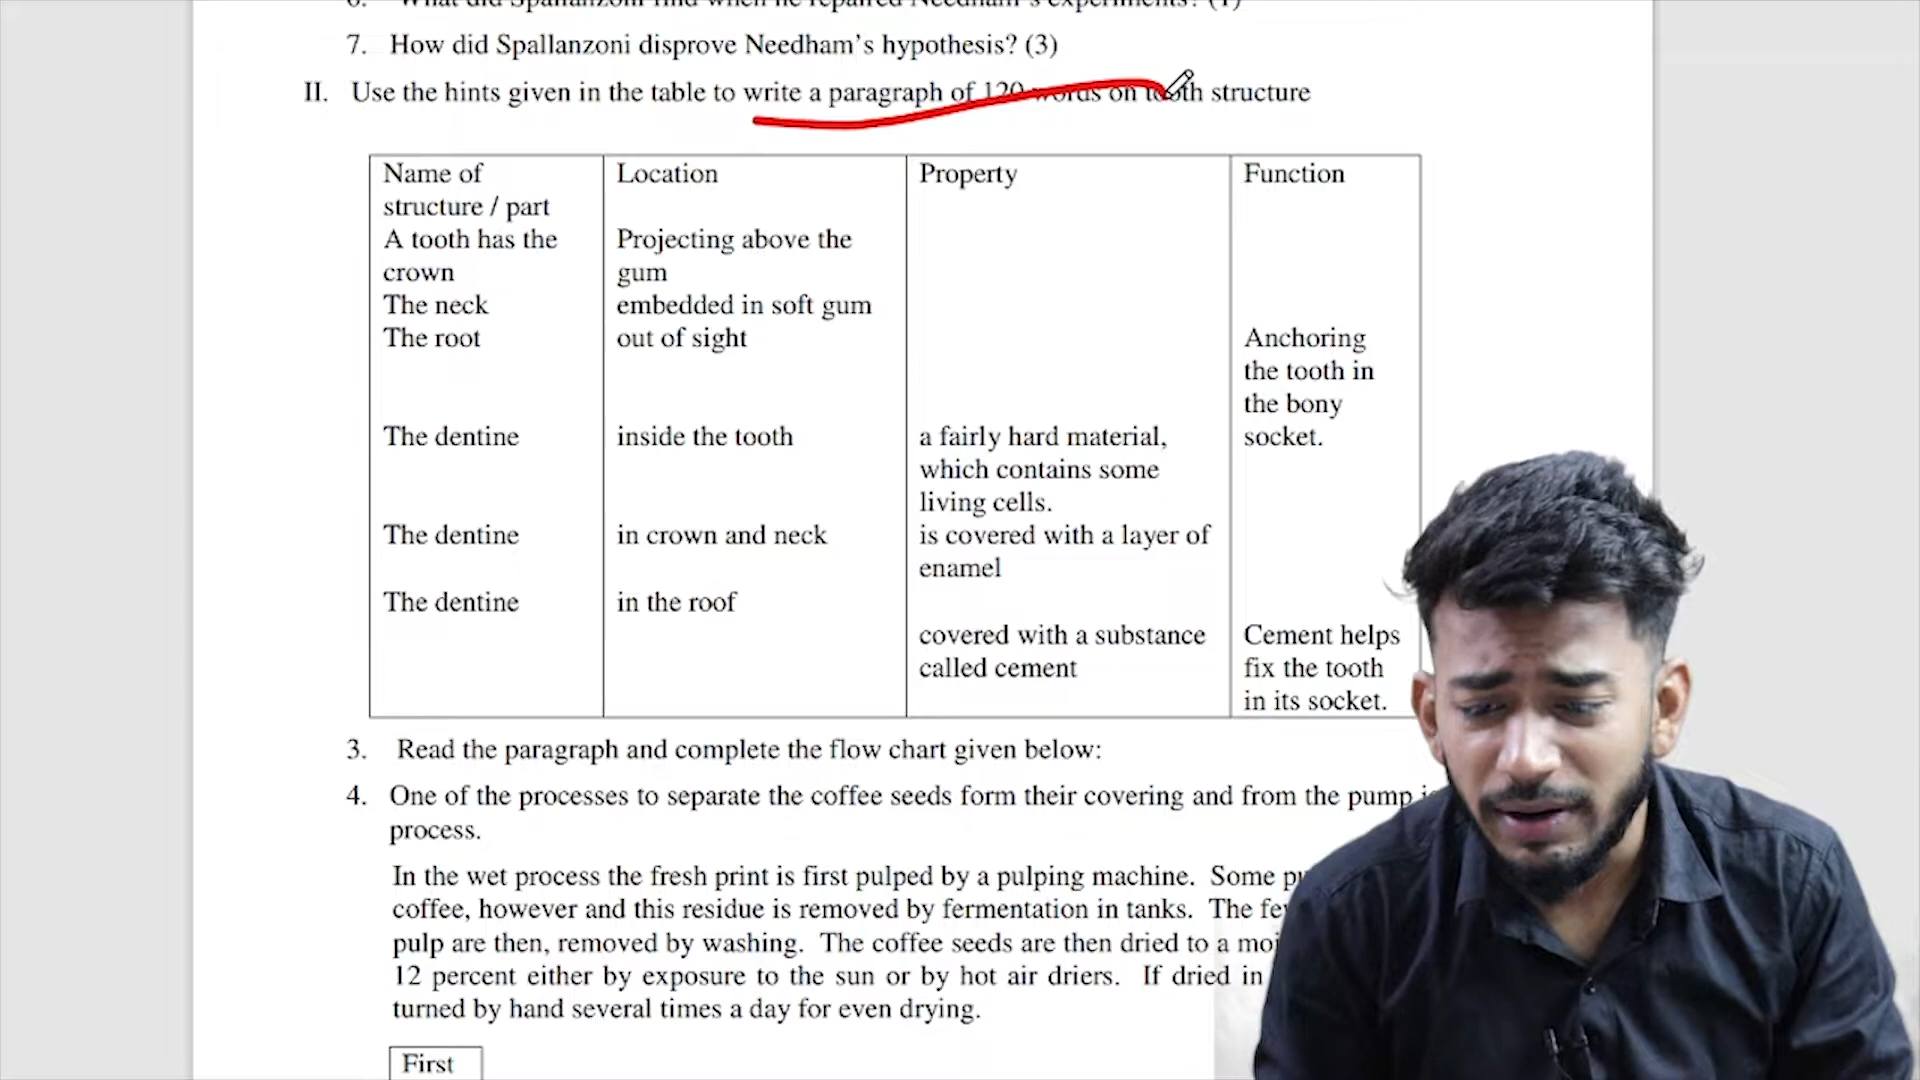 7. How did Spallanzoni disprove Needham's hypothesis? (3)
II. Use the hints given in the table to write a paragraph of 120 words on tooth structure
Name of structure / part
Location
Property
Function
A tooth has the crown
Projecting above the gum
The neck
embedded in soft gum
The root
out of sight
Anchoring the tooth in the bony socket.
The dentine
inside the tooth
a fairly hard material, which contains some living cells.
The dentine
in crown and neck
is covered with a layer of enamel
The dentine
in the roof
covered with a substance called cement
Cement helps fix the tooth in its socket.
3. Read the paragraph and complete the flow chart given below:
4. One of the processes to separate the coffee seeds form their covering and from the pump
process.
In the wet process the fresh print is first pulped by a pulping machine. Some
coffee, however and this residue is removed by fermentation in tanks. The
pulp are then, removed by washing. The coffee seeds are then dried to a
12 percent either by exposure to the sun or by hot air driers. If dried in
turned by hand several times a day for even drying.
First